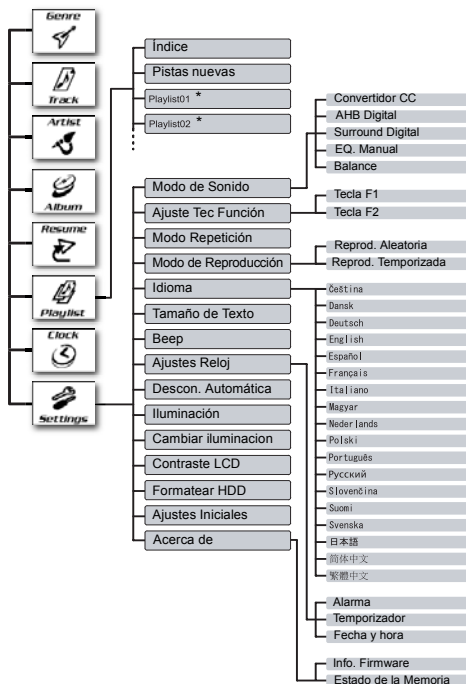 Genre
Track
Artist
Album
Resume
Playlist
Clock
Settings
Índice
Pistas nuevas
Playlist01 *
Playlist02 *
Modo de Sonido
Ajuste Tec Función
Modo Repetición
Modo de Reproducción
Idioma
Tamaño de Texto
Beep
Ajustes Reloj
Descon. Automática
Iluminación
Cambiar iluminacion
Contraste LCD
Formatear HDD
Ajustes Iniciales
Acerca de
Convertidor CC
AHB Digital
Surround Digital
EQ. Manual
Balance
Tecla F1
Tecla F2
Reprod. Aleatoria
Reprod. Temporizada
Čeština
Dansk
Deutsch
English
Español
Français
Italiano
Magyar
Nederlands
Polski
Português
Русский
Slovenčina
Suomi
Svenska
日本語
简体中文
繁體中文
Alarma
Temporizador
Fecha y hora
Info. Firmware
Estado de la Memoria